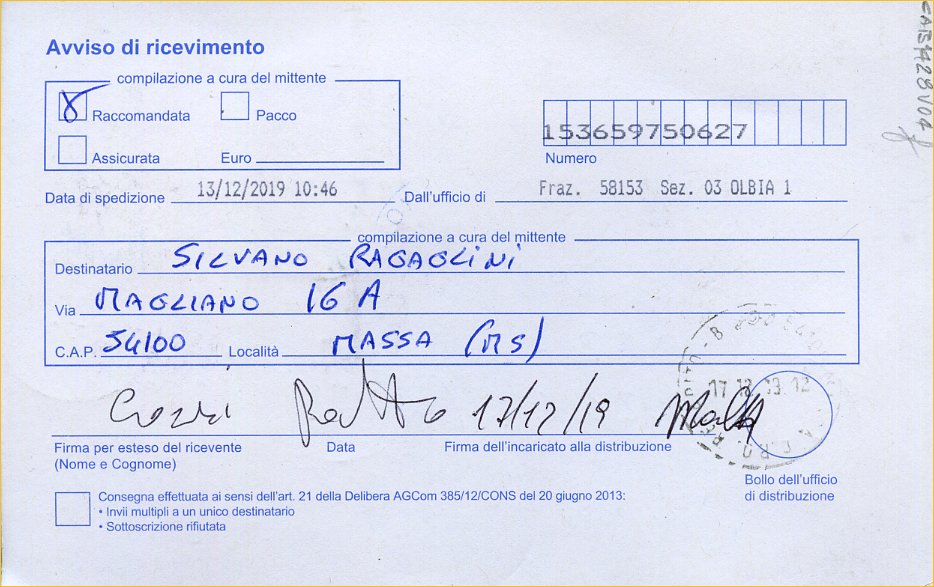 Avviso di ricevimento
compilazione a cura del mittente
Raccomandata Pacco
Assicurata Euro
153659750627
Numero
Data di spedizione 13/12/2019 10:46 Dall'ufficio di Fraz. 58153 Sez. 03 OLBIA 1
compilazione a cura del mittente
Destinatario SILVANO RAGAGLINI
Via MAGLIANO 16 A
C.A.P. 54100 Località MASSA (MS)
17/12/19
Firma per esteso del ricevente Data Firma dell'incaricato alla distribuzione
(Nome e Cognome)
Bollo dell'ufficio
di distribuzione
Consegna effettuata ai sensi dell'art. 21 della Delibera AGCom 385/12/CONS del 20 giugno 2013:
• Invii multipli a un unico destinatario
• Sottoscrizione rifiutata